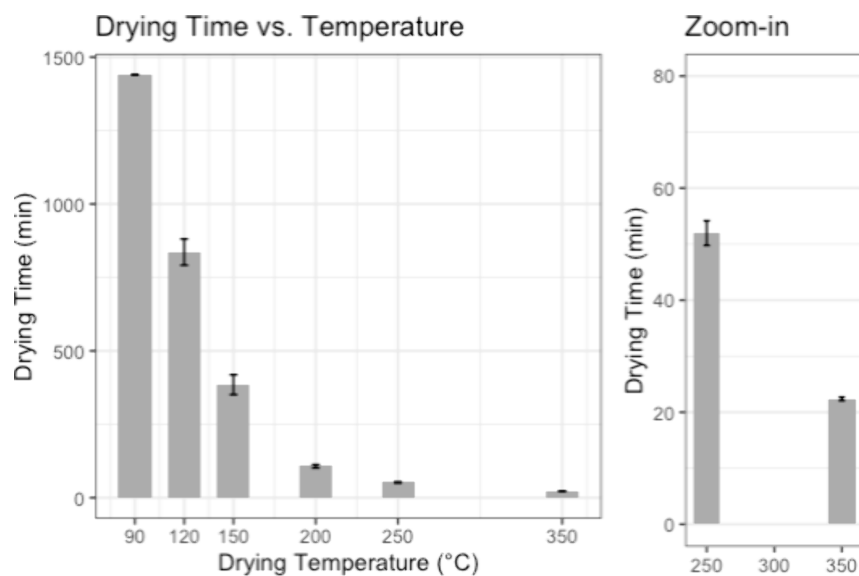 Drying Time vs. Temperature
Drying Time (min)
1500
1000
500
0
90 120 150 200 250 350
Drying Temperature (°C)
Zoom-in
Drying Time (min)
80
60
40
20
0
250 300 350